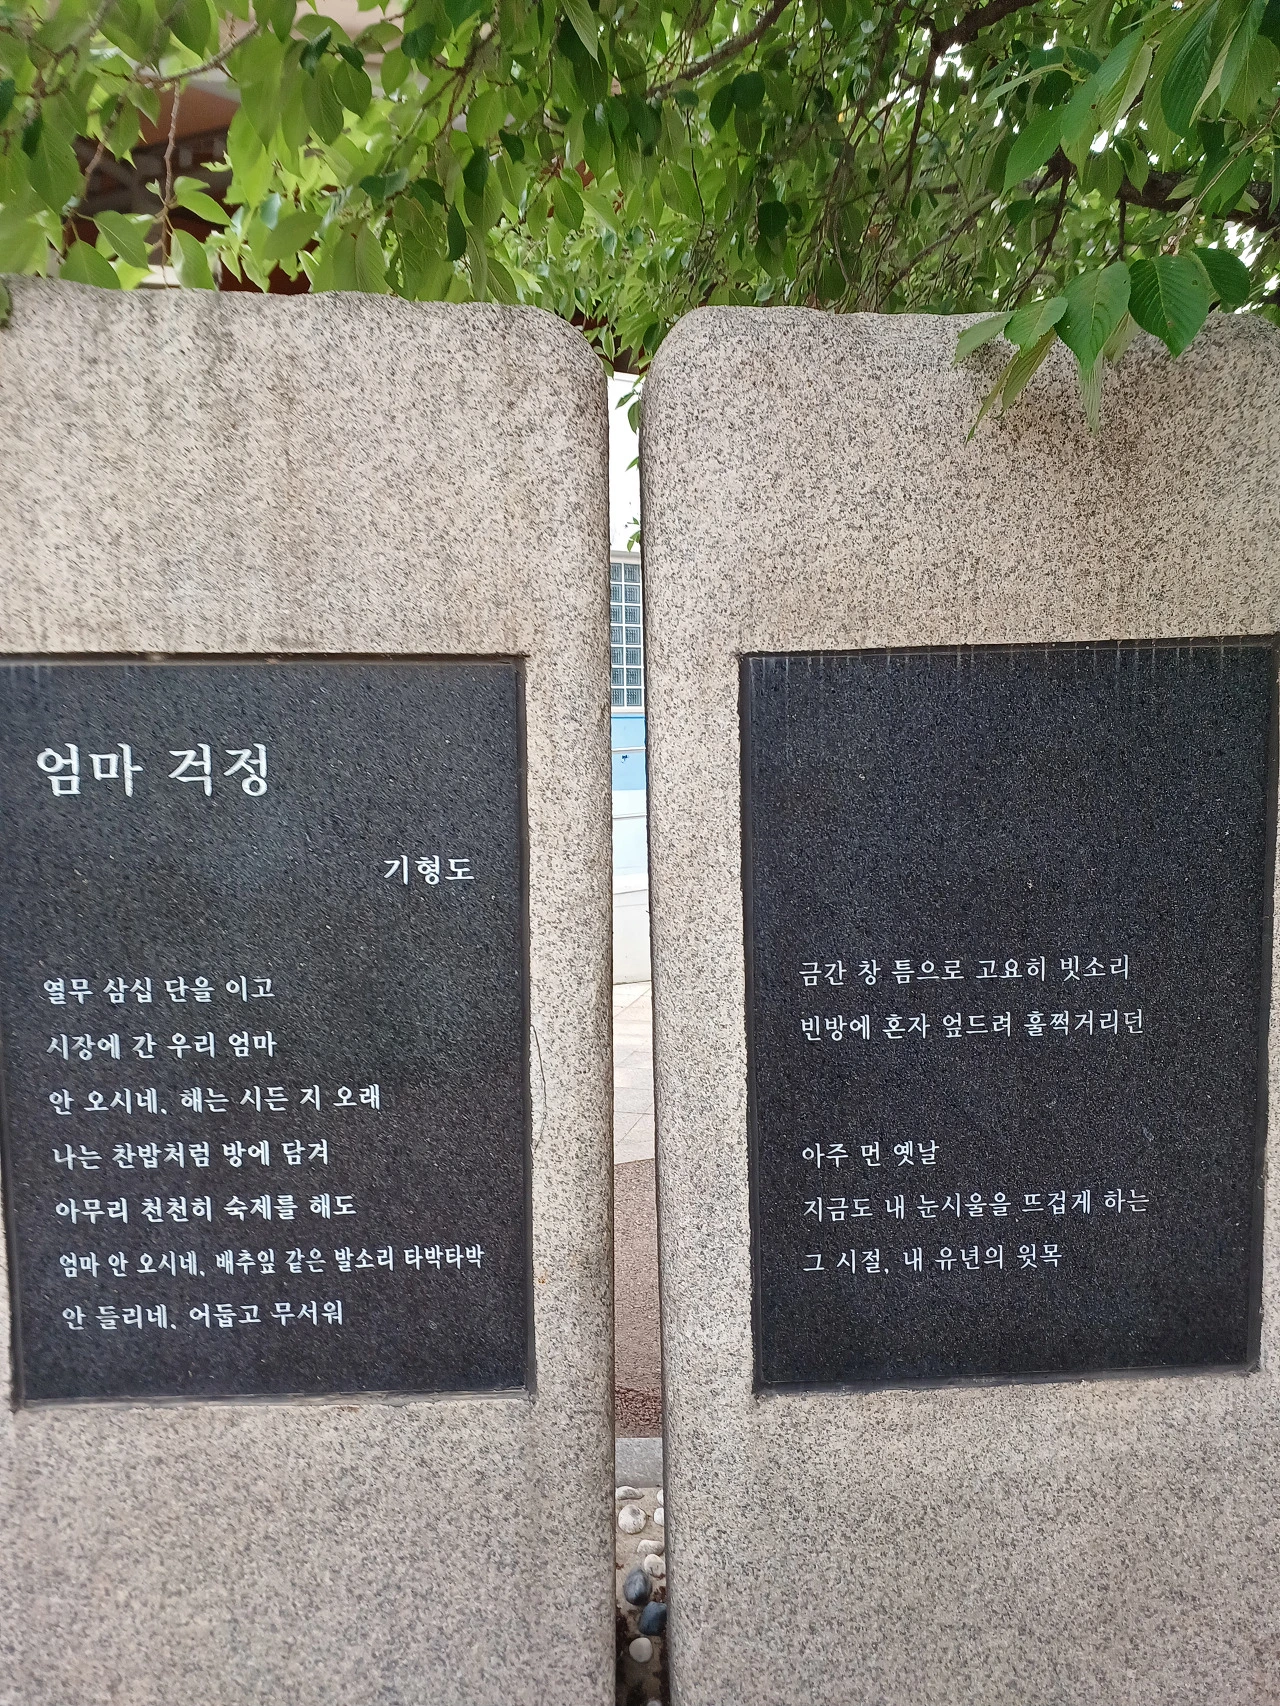 엄마 걱정
기형도
열무 삼십 단을 이고
시장에 간 우리 엄마
안 오시네, 해는 시든 지 오래
나는 찬밥처럼 방에 담겨
아무리 천천히 숙제를 해도
엄마 안 오시네, 배추잎 같은 발소리 타박타박
안 들리네, 어둡고 무서워
금간 창 틈으로 고요히 빗소리
빈방에 혼자 엎드려 훌쩍거리던
아주 먼 옛날
지금도 내 눈시울을 뜨겁게 하는
그 시절, 내 유년의 윗목